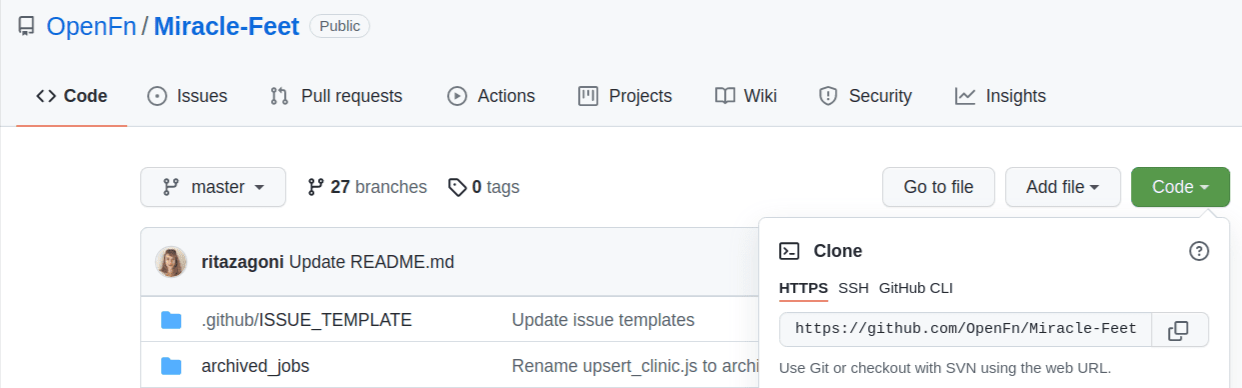 OpenFn / Miracle-Feet Public
Code Issues Pull requests Actions Projects Wiki Security Insights
master 27 branches 0 tags Go to file Add file Code
ritazagoni Update README.md
Clone
HTTPS SSH GitHub CLI
.github/ISSUE_TEMPLATE Update issue templates
https://github.com/OpenFn/Miracle-Feet
archived_jobs Rename upsert_clinic.js to archi
Use Git or checkout with SVN using the web URL.